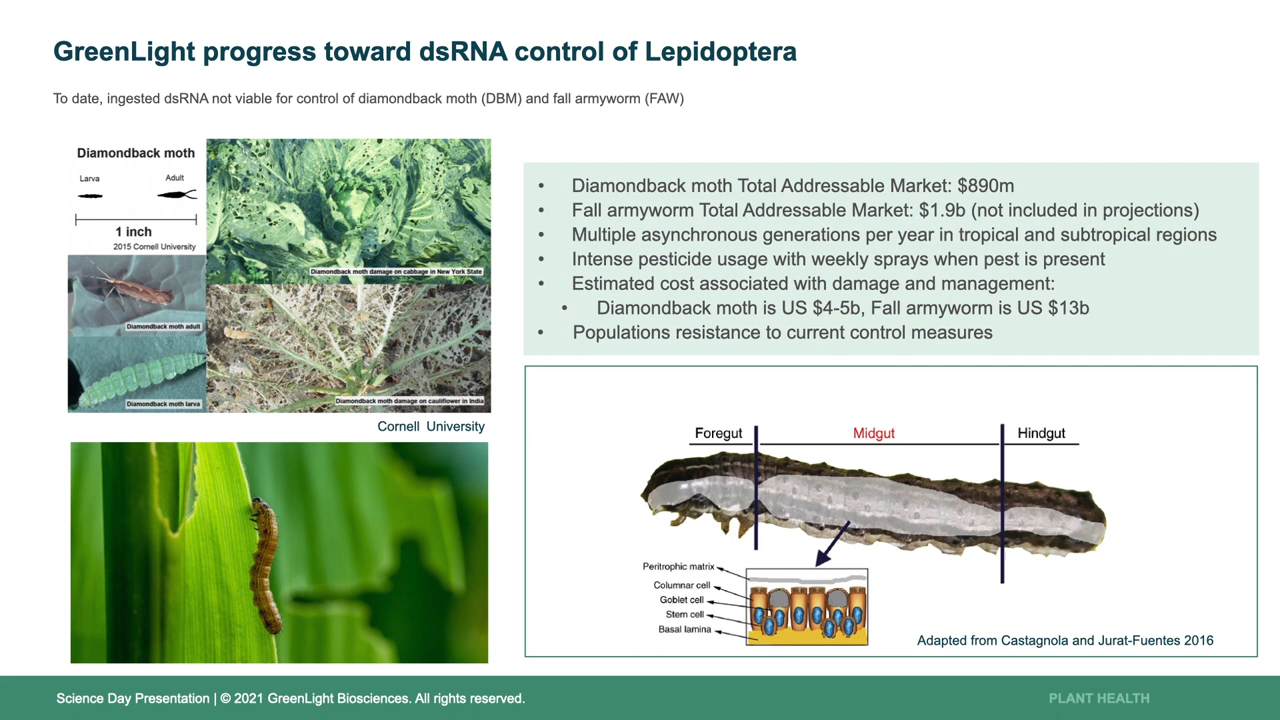 GreenLight progress toward dsRNA control of Lepidoptera
To date, ingested dsRNA not viable for control of diamondback moth (DBM) and fall armyworm (FAW)
Diamondback moth
Larva
Adult
1 inch
2015 Cornell University
Diamondback moth damage on cabbage in New York State
Diamondback moth adult
Diamondback moth larva
Diamondback moth damage on cauliflower in India
Cornell University
• Diamondback moth Total Addressable Market: $890m
• Fall armyworm Total Addressable Market: $1.9b (not included in projections)
• Multiple asynchronous generations per year in tropical and subtropical regions
• Intense pesticide usage with weekly sprays when pest is present
• Estimated cost associated with damage and management:
• Diamondback moth is US $4-5b, Fall armyworm is US $13b
• Populations resistance to current control measures
Foregut
Midgut
Hindgut
Peritrophic matrix
Columnar cell
Goblet cell
Stem cell
Basal lamina
Adapted from Castagnola and Jurat-Fuentes 2016
Science Day Presentation | © 2021 GreenLight Biosciences. All rights reserved.
PLANT HEALTH